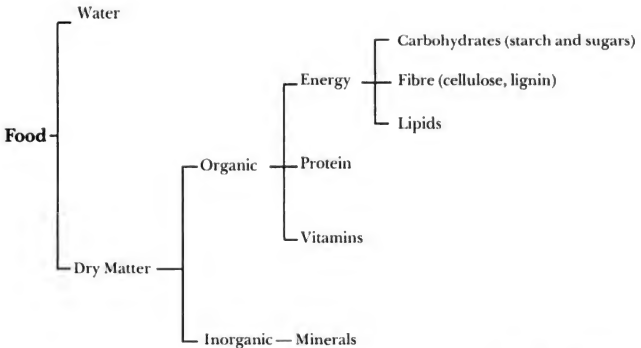 Water
Carbohydrates (starch and sugars)
Energy
Fibre (cellulose, lignin)
Lipids
Food
Organic
Protein
Vitamins
Dry Matter
Inorganic — Minerals